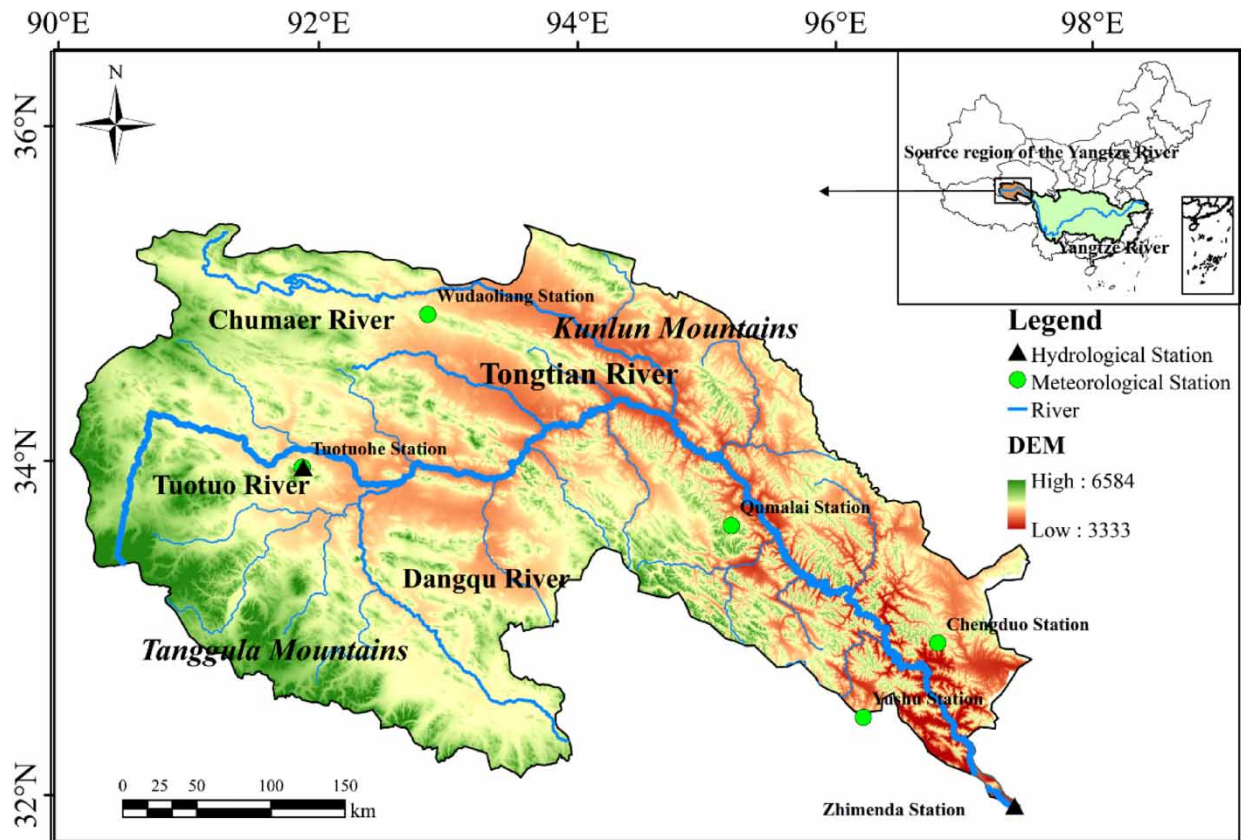 90°E 92°E 94°E 96°E 98°E
N
36°N
34°N
32°N
Source region of the Yangtze River
Yangtze River
Wudaoliang Station
Chumaer River
Kunlun Mountains
Tongtian River
Tuotuohe Station
Tuotuo River
Qumalai Station
Dangqu River
Chengduo Station
Tanggula Mountains
Yushu Station
Zhimenda Station
Legend
Hydrological Station
Meteorological Station
River
DEM
High : 6584
Low : 3333
0 25 50 100 150
km